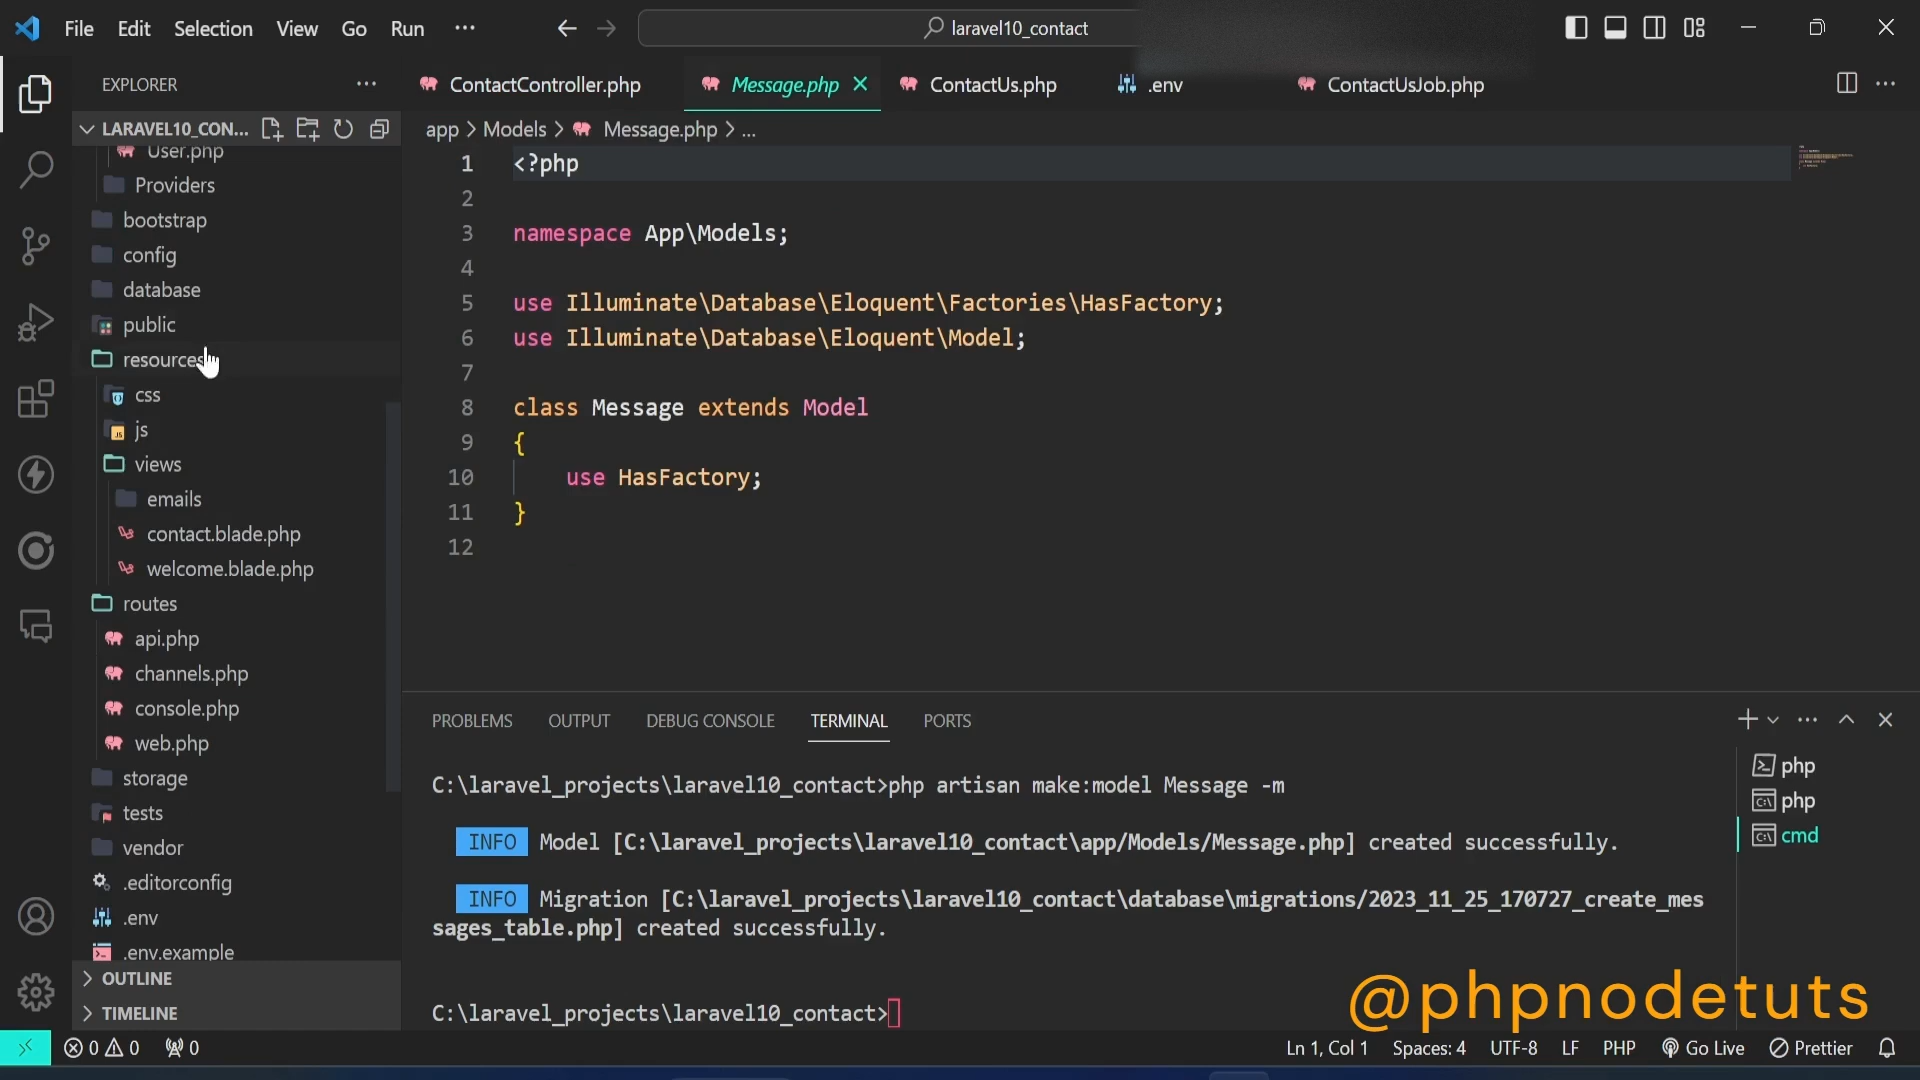 File Edit Selection View Go Run ...
laravel10_contact
EXPLORER
ContactController.php Message.php ContactUs.php .env ContactUsJob.php
LARAVEL10_CON...
app > Models > Message.php > ...
User.php
Providers
bootstrap
config
database
public
resources
css
js
views
emails
contact.blade.php
welcome.blade.php
routes
api.php
channels.php
console.php
web.php
storage
tests
vendor
.editorconfig
.env
.env.example
OUTLINE
TIMELINE
1 <?php
2
3 namespace App\Models;
4
5 use Illuminate\Database\Eloquent\Factories\HasFactory;
6 use Illuminate\Database\Eloquent\Model;
7
8 class Message extends Model
9 {
10 use HasFactory;
11 }
12
PROBLEMS OUTPUT DEBUG CONSOLE TERMINAL PORTS
C:\laravel_projects\laravel10_contact>php artisan make:model Message -m
INFO Model [C:\laravel_projects\laravel10_contact\app/Models/Message.php] created successfully.
INFO Migration [C:\laravel_projects\laravel10_contact\database\migrations/2023_11_25_170727_create_mes
sages_table.php] created successfully.
C:\laravel_projects\laravel10_contact>
php
php
cmd
@phpnodetuts
0 0 0
Ln 1, Col 1 Spaces: 4 UTF-8 LF PHP Go Live Prettier